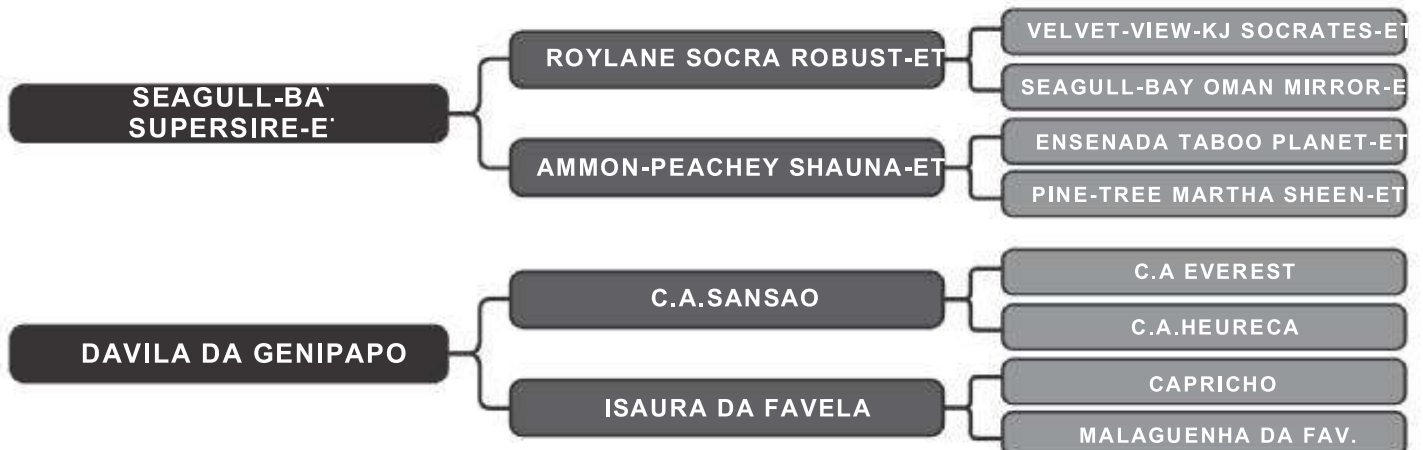 SEAGULL-BA
SUPERSIRE-E
ROYLANE SOCRA ROBUST-ET
AMMON-PEACHEY SHAUNA-ET
VELVET-VIEW-KJ SOCRATES-ET
SEAGULL-BAY OMAN MIRROR-E
ENSENADA TABOO PLANET-ET
PINE-TREE MARTHA SHEEN-ET
DAVILA DA GENIPAPO
C.A.SANSAO
ISAURA DA FAVELA
C.A EVEREST
C.A.HEURECA
CAPRICHO
MALAGUENHA DA FAV.